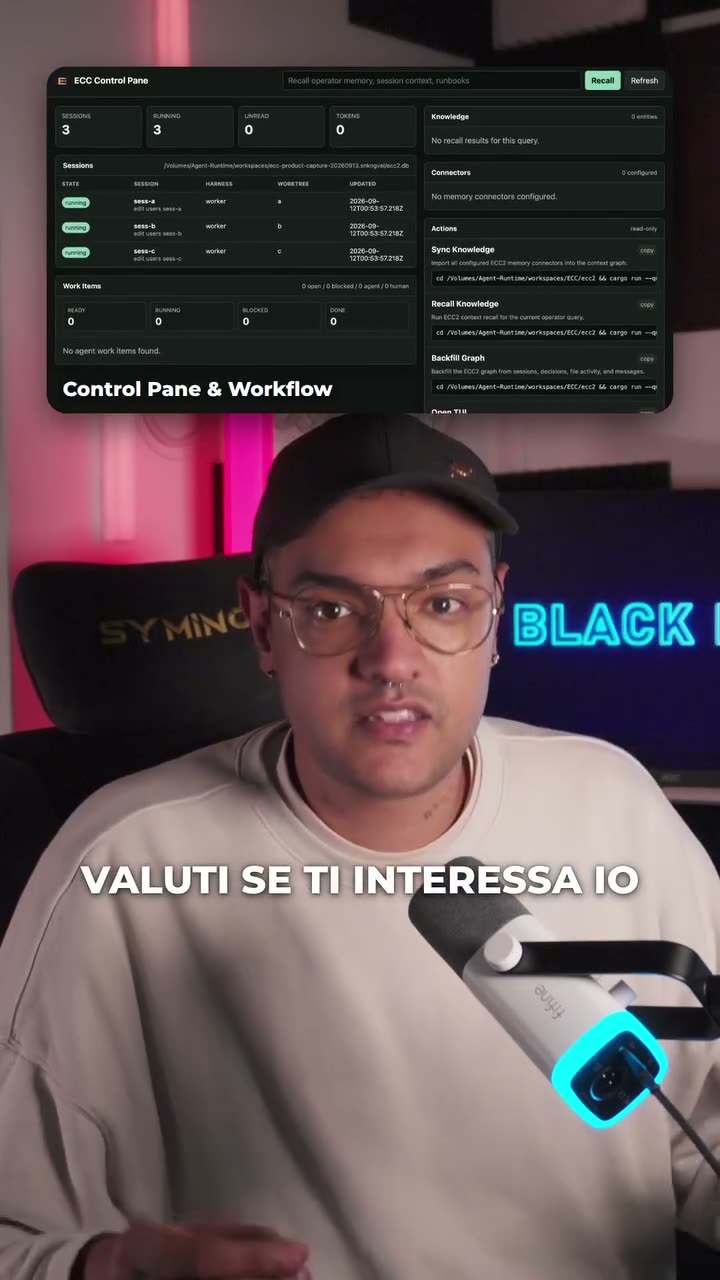 ECC Control Pane
Recall operator memory, session context, runbooks
Recall
Refresh
SESSIONS
3
RUNNING
3
UNREAD
0
TOKENS
0
Sessions
/Volumes/Agent-Runtime/workspaces/ecc-product-capture-20260913.snkngvel/ecc2.db
STATE SESSION HARNESS WORKTREE UPDATED
running sess-a worker a 2026-09-
edit users sess-a 12T00:53:57.218Z
running sess-b worker b 2026-09-
edit users sess-b 12T00:53:57.218Z
running sess-c worker c 2026-09-
edit users sess-c 12T00:53:57.218Z
Work Items
0 open / 0 blocked / 0 agent / 0 human
READY
0
RUNNING
0
BLOCKED
0
DONE
0
No agent work items found.
Control Pane & Workflow
Knowledge
0 entities
No recall results for this query.
Connectors
0 configured
No memory connectors configured.
Actions
read-only
Sync Knowledge
copy
Import all configured ECC2 memory connectors into the context graph.
cd /Volumes/Agent-Runtime/workspaces/ECC/ecc2 && cargo run --q
Recall Knowledge
copy
Run ECC2 context recall for the current operator query.
cd /Volumes/Agent-Runtime/workspaces/ECC/ecc2 && cargo run --q
Backfill Graph
copy
Backfill the ECC2 graph from sessions, decisions, file activity, and messages.
cd /Volumes/Agent-Runtime/workspaces/ECC/ecc2 && cargo run --q
Open TUI
copy
SYMINO
BLACK
VALUTI SE TI INTERESSA IO
fifine